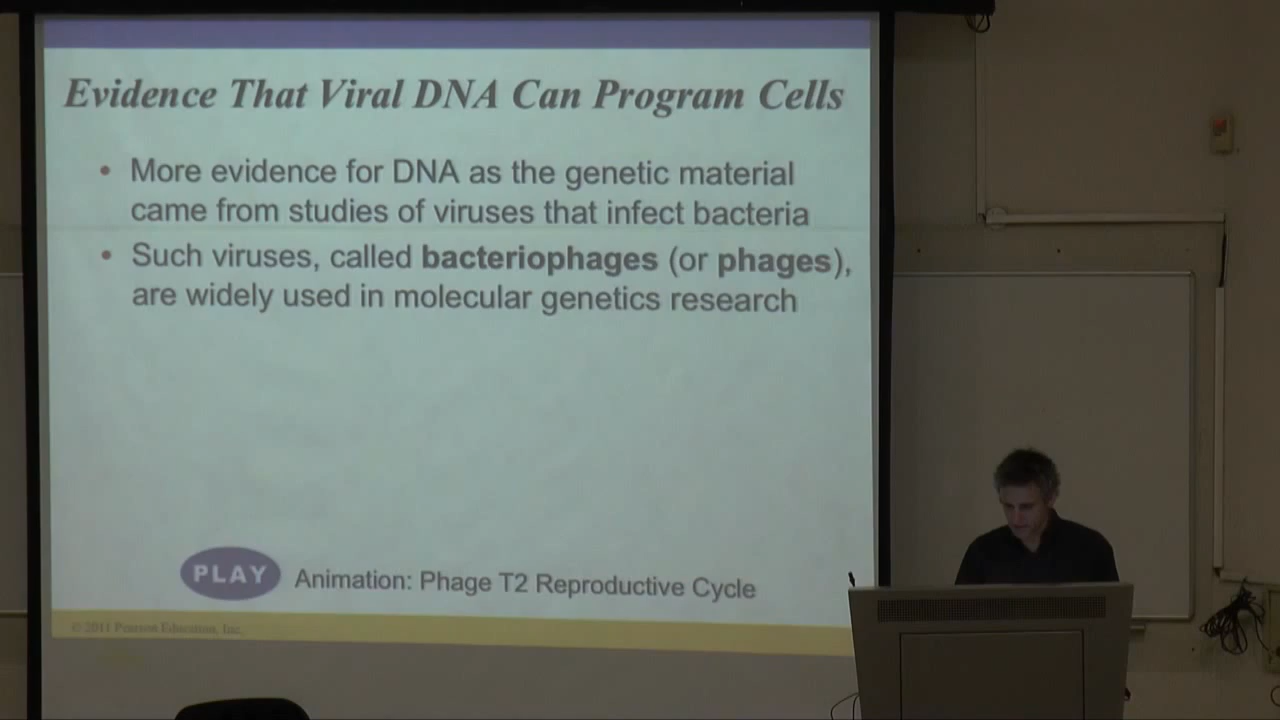 Evidence That Viral DNA Can Program Cells
• More evidence for DNA as the genetic material
came from studies of viruses that infect bacteria
• Such viruses, called bacteriophages (or phages),
are widely used in molecular genetics research
PLAY Animation: Phage T2 Reproductive Cycle
© 2011 Pearson Education, Inc.